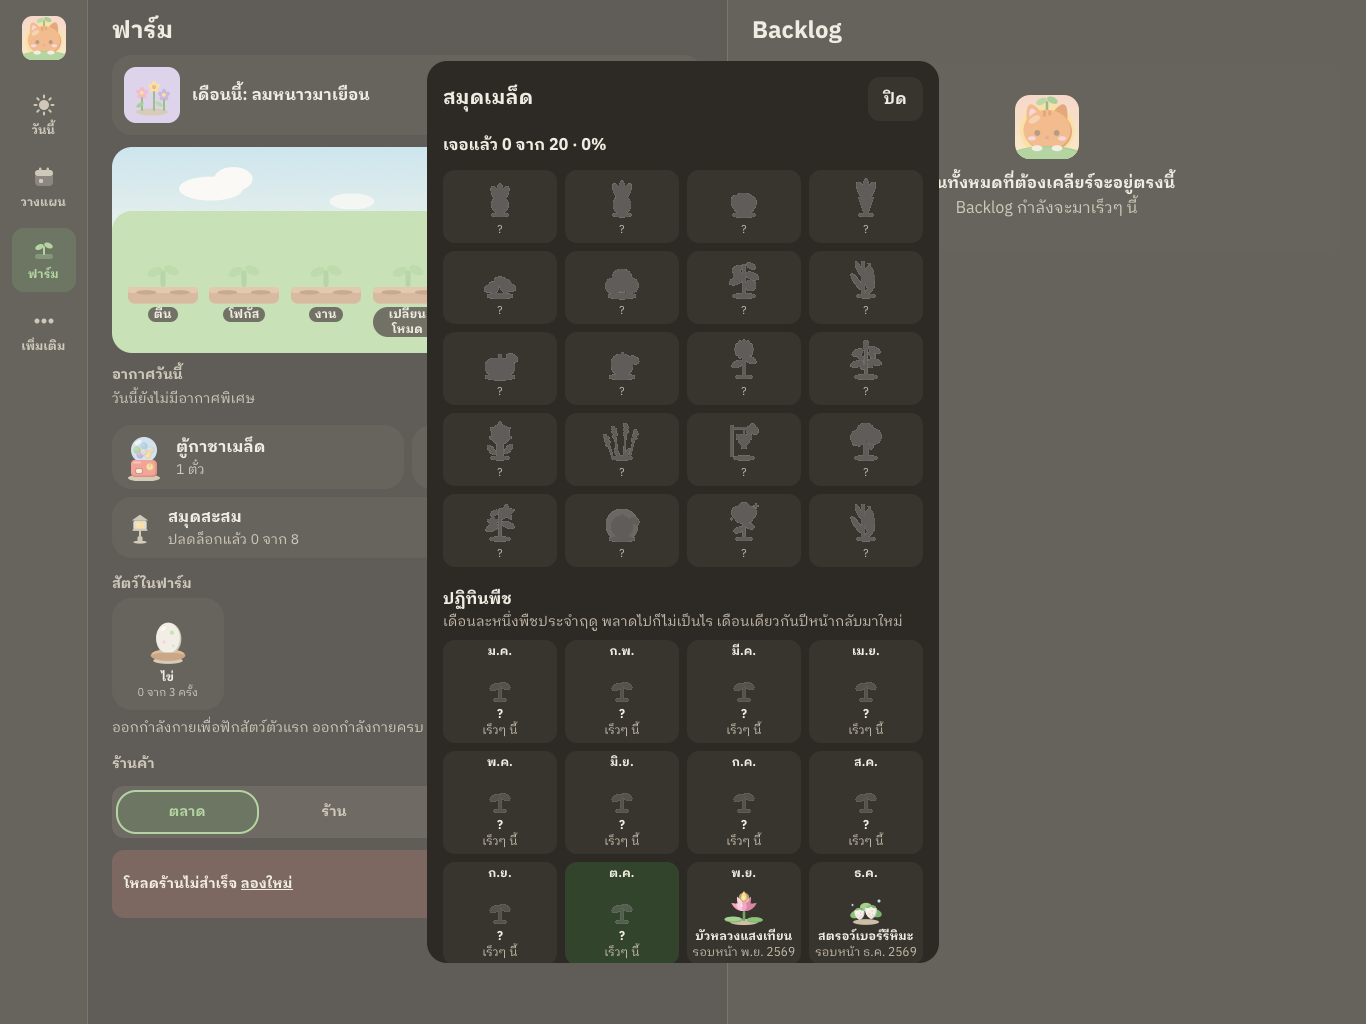 วันนี้
วางแผน
ฟาร์ม
เพิ่มเติม
ฟาร์ม
เดือนนี้: ลมหนาวมาเยือน
ตื่น
โฟกัส
งาน
เปลี่ยน
โหมด
อากาศวันนี้
วันนี้ยังไม่มีอากาศพิเศษ
ตู้กาชาเมล็ด
1 ตั๋ว
สมุดสะสม
ปลดล็อกแล้ว 0 จาก 8
สัตว์ในฟาร์ม
ไข่
0 จาก 3 ครั้ง
ออกกำลังกายเพื่อฟักสัตว์ตัวแรก ออกกำลังกายครบ
ร้านค้า
ตลาด
ร้าน
โหลดร้านไม่สำเร็จ ลองใหม่
สมุดเมล็ด
ปิด
เจอแล้ว 0 จาก 20 · 0%
? ? ? ?
? ? ? ?
? ? ? ?
? ? ? ?
? ? ? ?
ปฏิทินพืช
เดือนละหนึ่งพืชประจำฤดู พลาดไปก็ไม่เป็นไร เดือนเดียวกันปีหน้ากลับมาใหม่
ม.ค. ก.พ. มี.ค. เม.ย.
? ? ? ?
เร็วๆ นี้ เร็วๆ นี้ เร็วๆ นี้ เร็วๆ นี้
พ.ค. มิ.ย. ก.ค. ส.ค.
? ? ? ?
เร็วๆ นี้ เร็วๆ นี้ เร็วๆ นี้ เร็วๆ นี้
ก.ย. ต.ค. พ.ย. ธ.ค.
? ? บัวหลวงแสงเทียน สตรอว์เบอร์รีหิมะ
เร็วๆ นี้ เร็วๆ นี้ รอบหน้า พ.ย. 2569 รอบหน้า ธ.ค. 2569
Backlog
นทั้งหมดที่ต้องเคลียร์จะอยู่ตรงนี้
Backlog กำลังจะมาเร็วๆ นี้